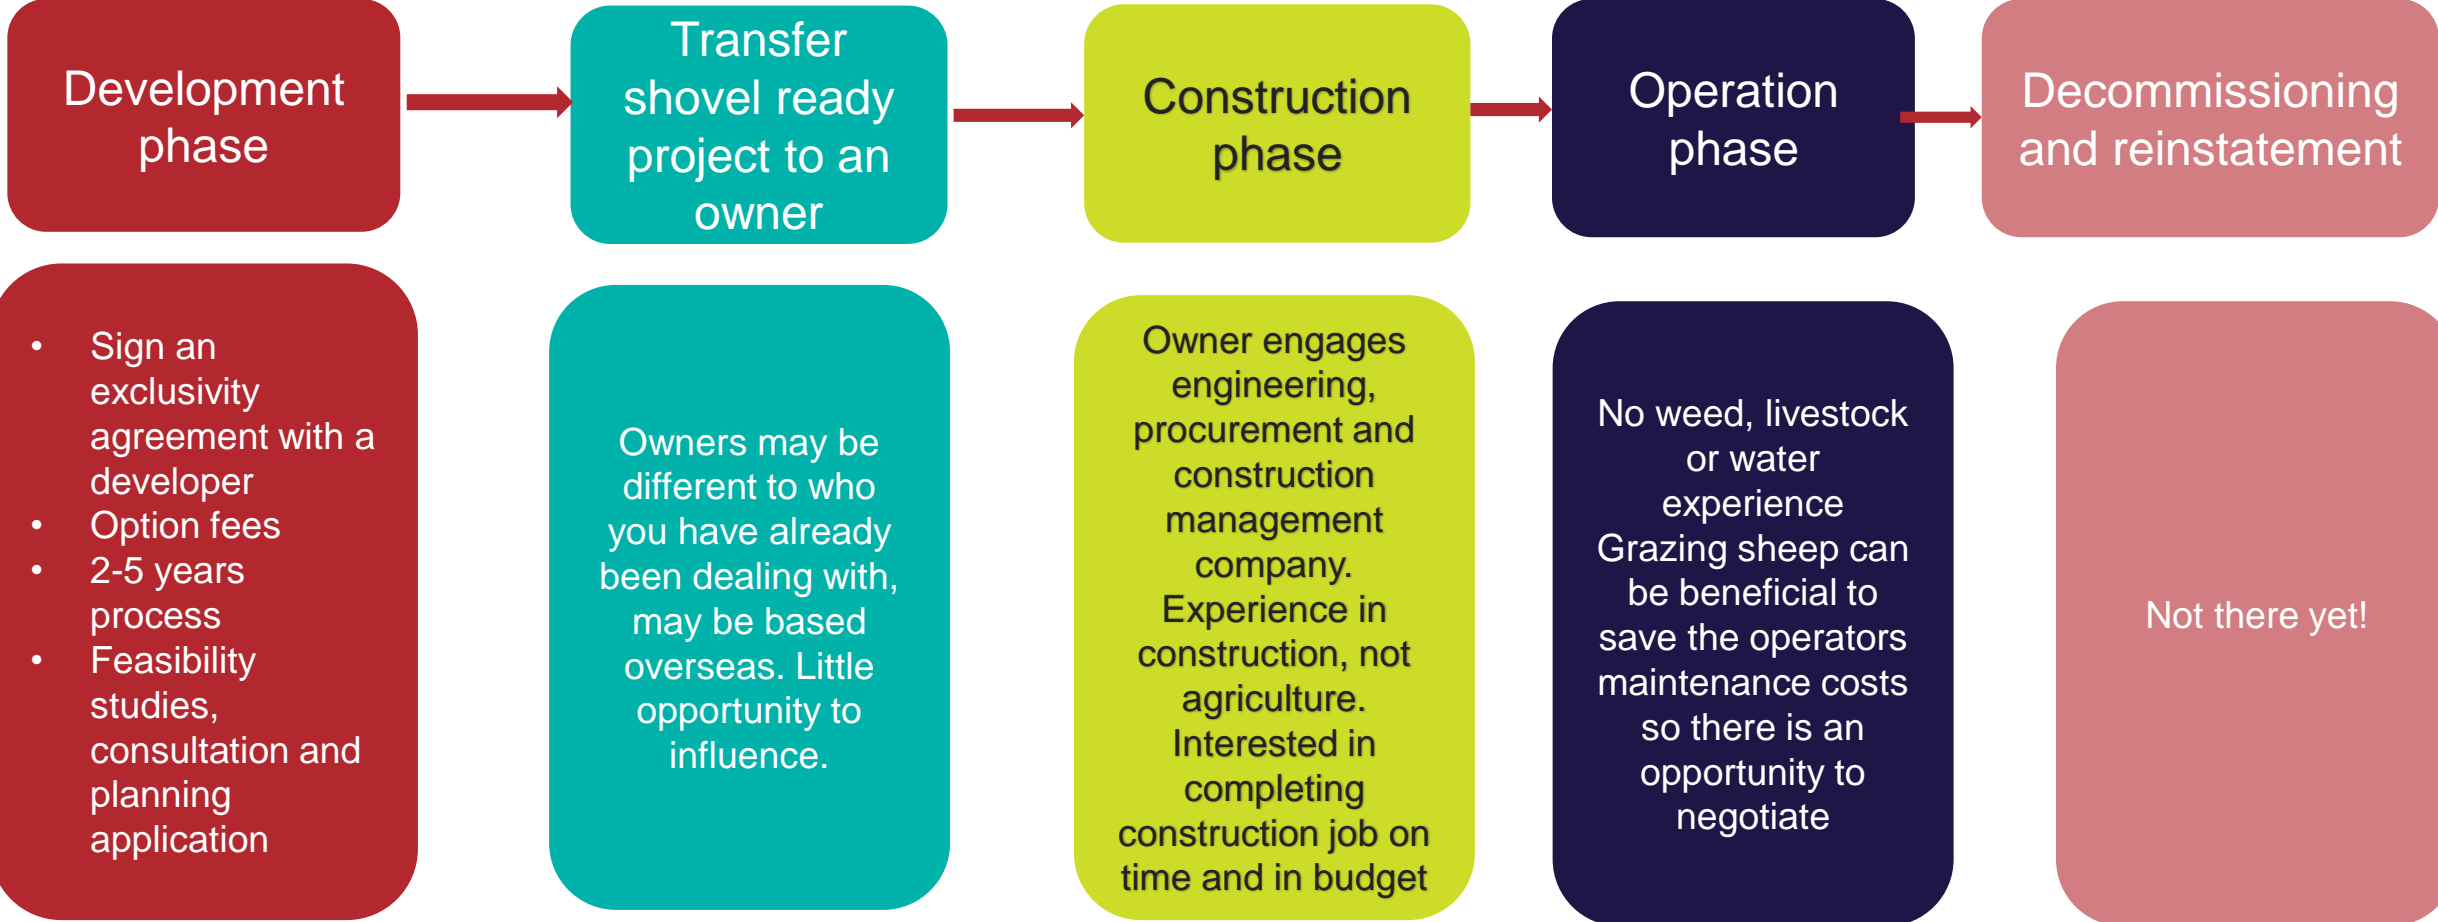 Development
phase
Transfer
shovel ready
project to an
owner
Construction
phase
Operation
phase
Decommissioning
and reinstatement
• Sign an
exclusivity
agreement with a
developer
• Option fees
• 2-5 years
process
• Feasibility
studies,
consultation and
planning
application
Owners may be
different to who
you have already
been dealing with,
may be based
overseas. Little
opportunity to
influence.
Owner engages
engineering,
procurement and
construction
management
company.
Experience in
construction, not
agriculture.
Interested in
completing
construction job on
time and in budget
No weed, livestock
or water
experience
Grazing sheep can
be beneficial to
save the operators
maintenance costs
so there is an
opportunity to
negotiate
Not there yet!